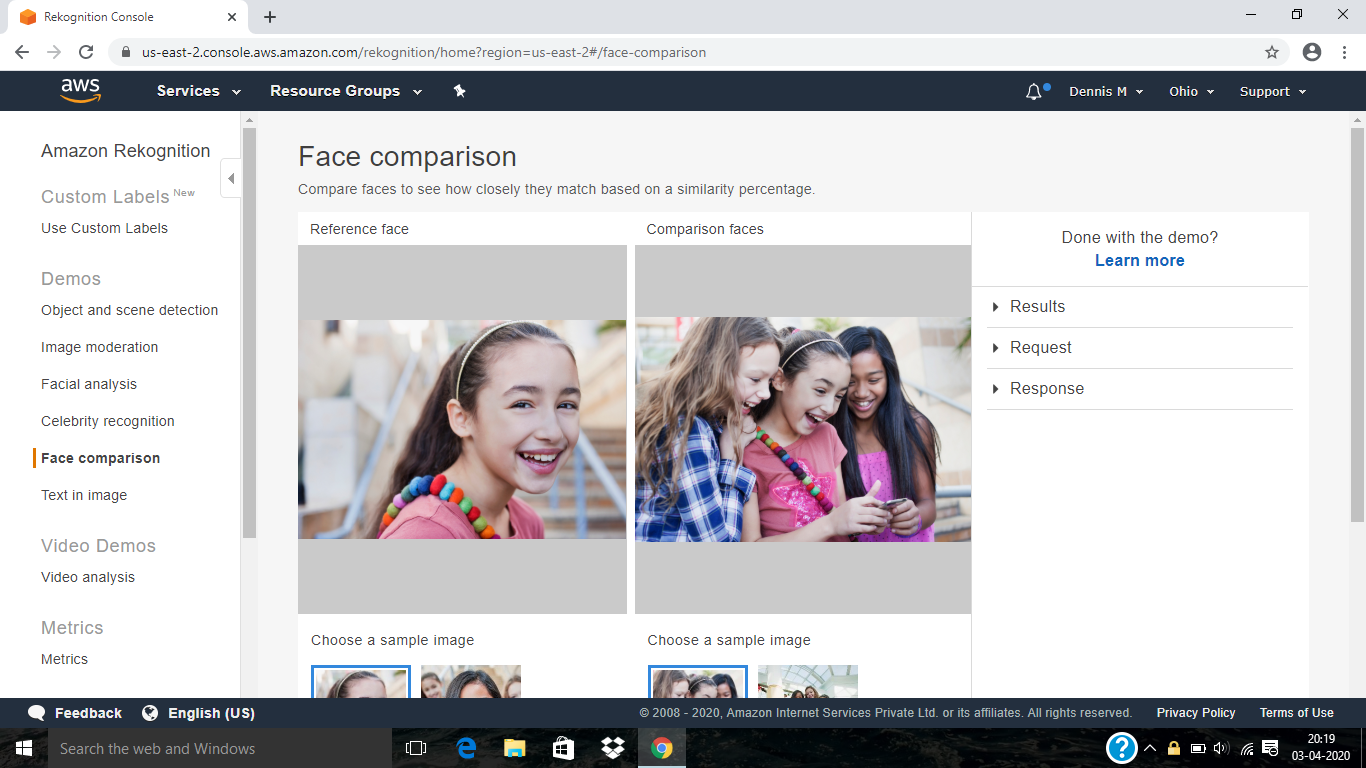 Rekognition Console
us-east-2.console.aws.amazon.com/rekognition/home?region=us-east-2#/face-comparison
aws
Services
Resource Groups
Dennis M
Ohio
Support
Amazon Rekognition
Custom Labels New
Use Custom Labels
Demos
Object and scene detection
Image moderation
Facial analysis
Celebrity recognition
Face comparison
Text in image
Video Demos
Video analysis
Metrics
Metrics
Face comparison
Compare faces to see how closely they match based on a similarity percentage.
Reference face
Comparison faces
Choose a sample image
Choose a sample image
Done with the demo?
Learn more
Results
Request
Response
Feedback
English (US)
© 2008 - 2020, Amazon Internet Services Private Ltd. or its affiliates. All rights reserved.
Privacy Policy
Terms of Use
Search the web and Windows
20:19
03-04-2020